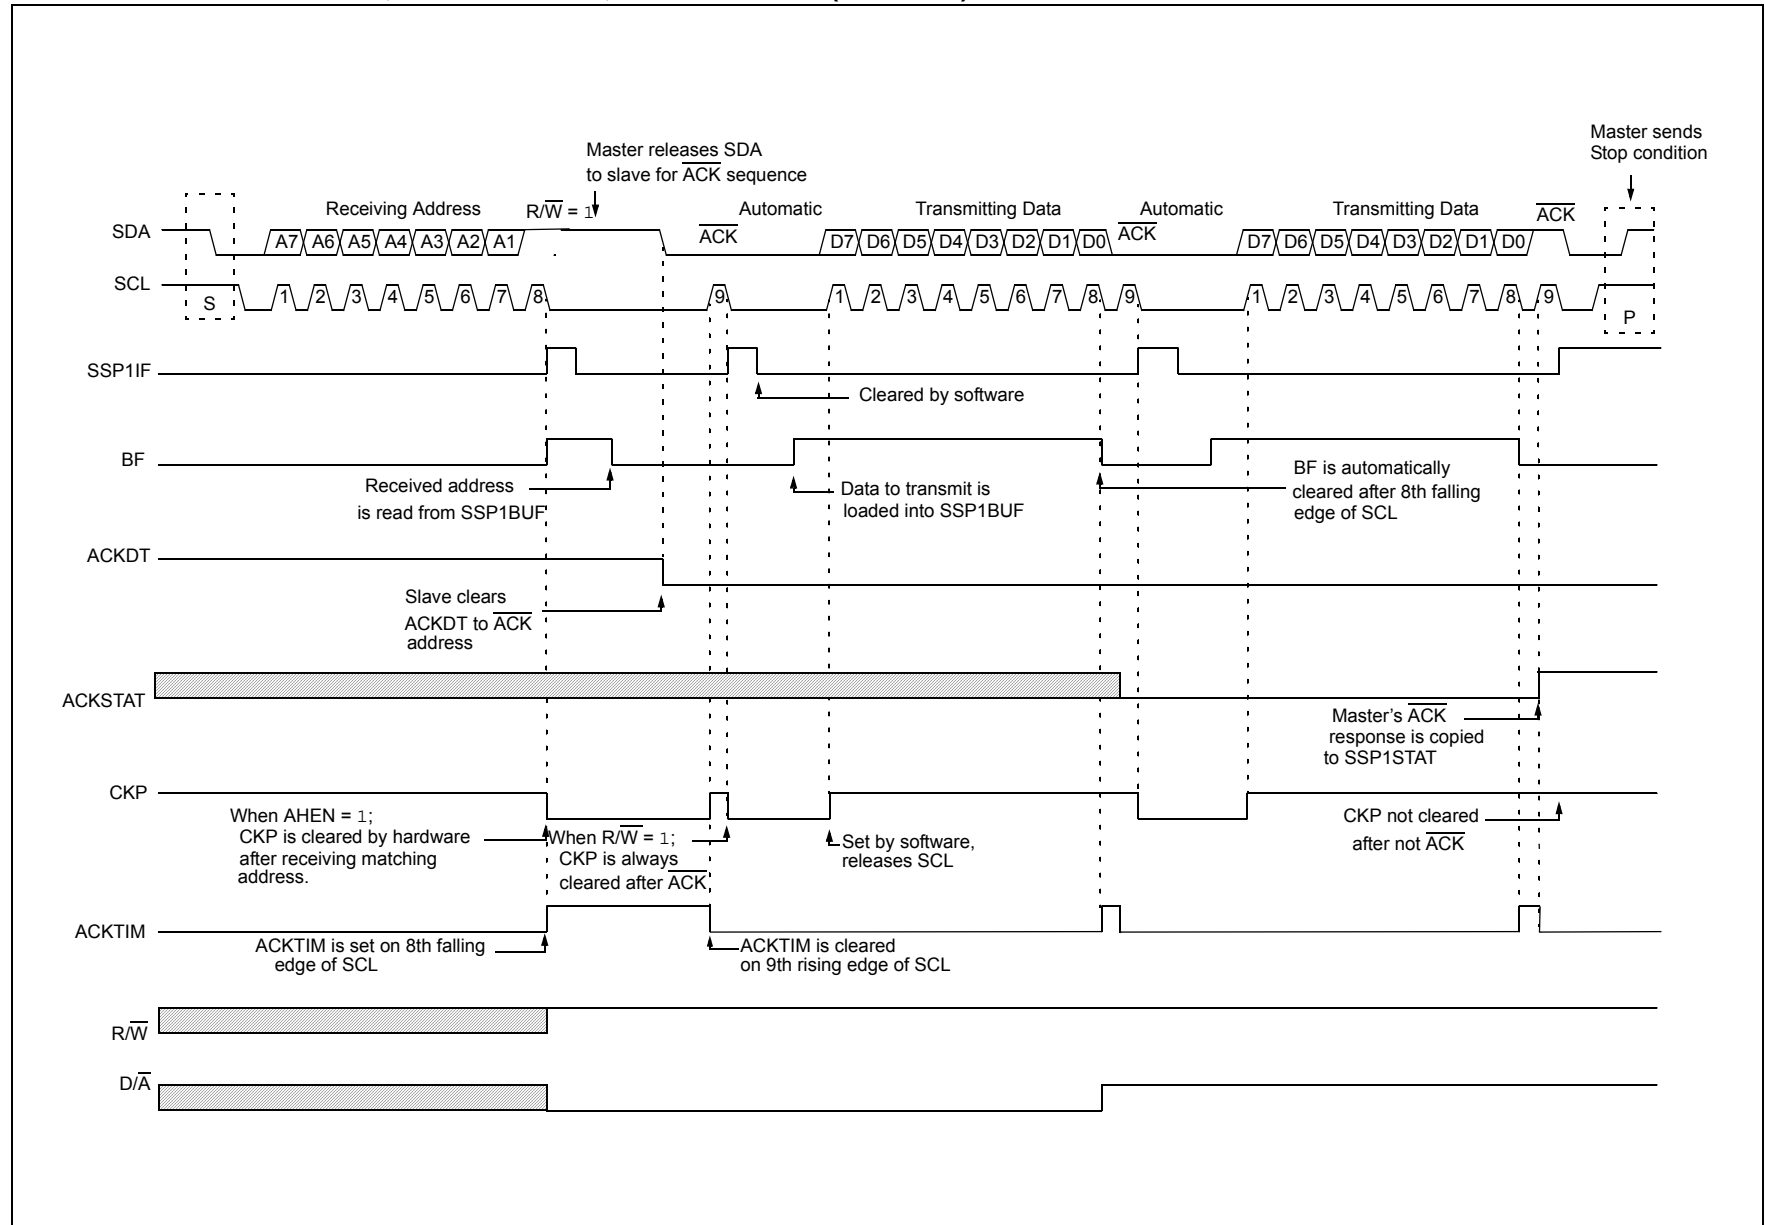 Master sends
Stop condition
Master releases SDA
to slave for A̅C̅K̅ sequence
Receiving Address
R/W̅ = 1
Automatic
Transmitting Data
Automatic
Transmitting Data
A̅C̅K̅
SDA
A7 A6 A5 A4 A3 A2 A1
A̅C̅K̅
D7 D6 D5 D4 D3 D2 D1 D0
A̅C̅K̅
D7 D6 D5 D4 D3 D2 D1 D0
SCL
S
1 2 3 4 5 6 7 8
9
1 2 3 4 5 6 7 8 9
1 2 3 4 5 6 7 8 9
P
SSP1IF
Cleared by software
BF
Received address
is read from SSP1BUF
Data to transmit is
loaded into SSP1BUF
BF is automatically
cleared after 8th falling
edge of SCL
ACKDT
Slave clears
ACKDT to A̅C̅K̅
address
ACKSTAT
Master’s A̅C̅K̅
response is copied
to SSP1STAT
CKP
When AHEN = 1;
CKP is cleared by hardware
after receiving matching
address.
When R/W̅ = 1;
CKP is always
cleared after A̅C̅K̅
Set by software,
releases SCL
CKP not cleared
after not A̅C̅K̅
ACKTIM
ACKTIM is set on 8th falling
edge of SCL
ACKTIM is cleared
on 9th rising edge of SCL
R/W̅
D/A̅